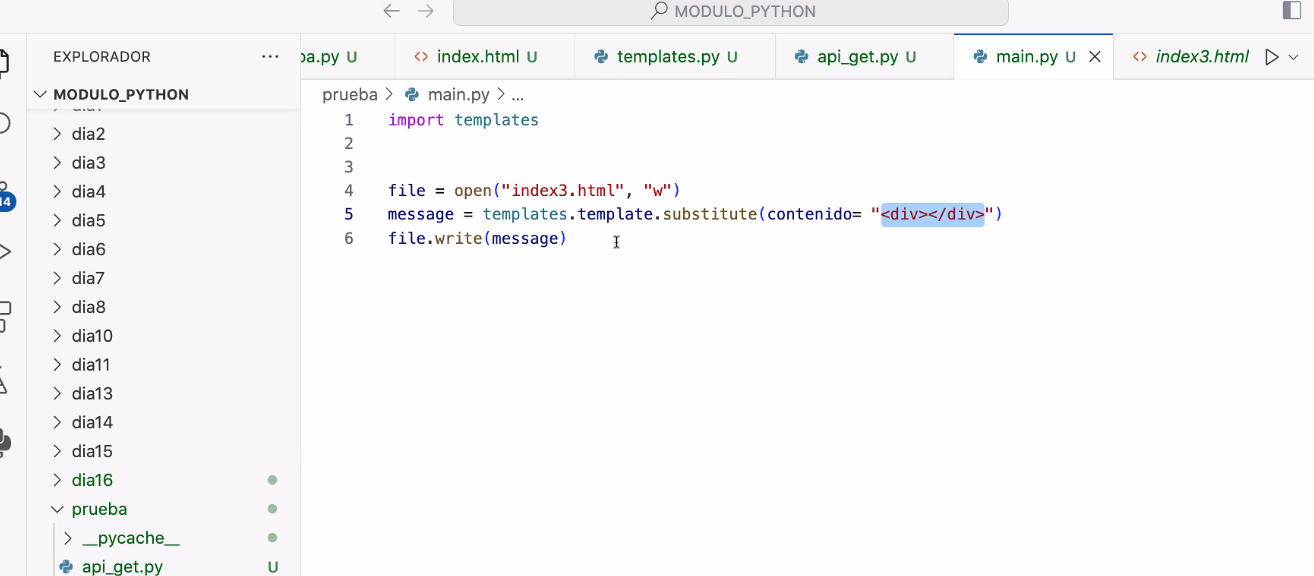 MODULO_PYTHON
EXPLORADOR ...
ba.py U
index.html U
templates.py U
api_get.py U
main.py U
index3.html
MODULO_PYTHON
dia2
dia3
dia4
dia5
dia6
dia7
dia8
dia10
dia11
dia13
dia14
dia15
dia16
prueba
__pycache__
api_get.py U
14
prueba > main.py > ...
1 import templates
2
3
4 file = open("index3.html", "w")
5 message = templates.template.substitute(contenido= "<div></div>")
6 file.write(message)